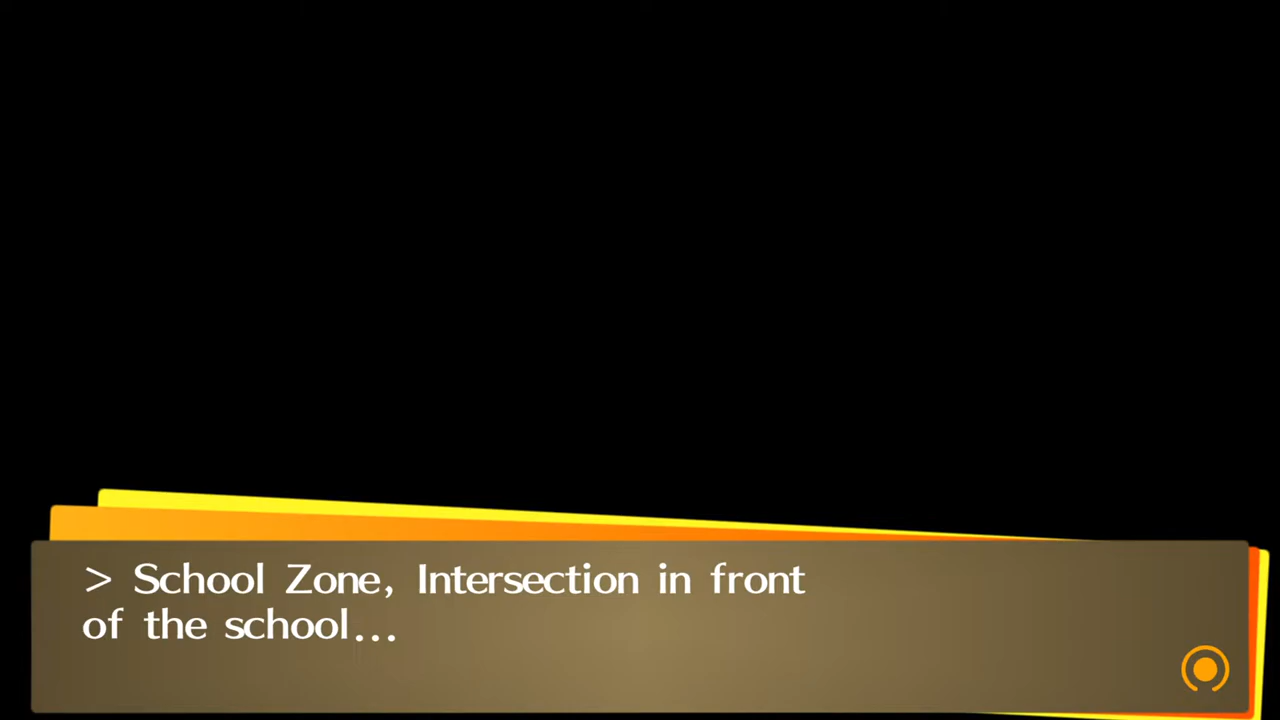 > School Zone, Intersection in front
of the school...